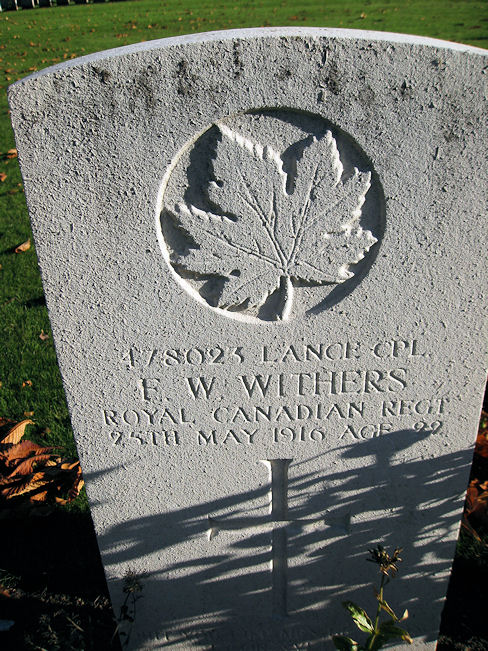 478023 LANCE CPL.
F. W. WITHERS
ROYAL CANADIAN REGT
25TH MAY 1916 AGE 22